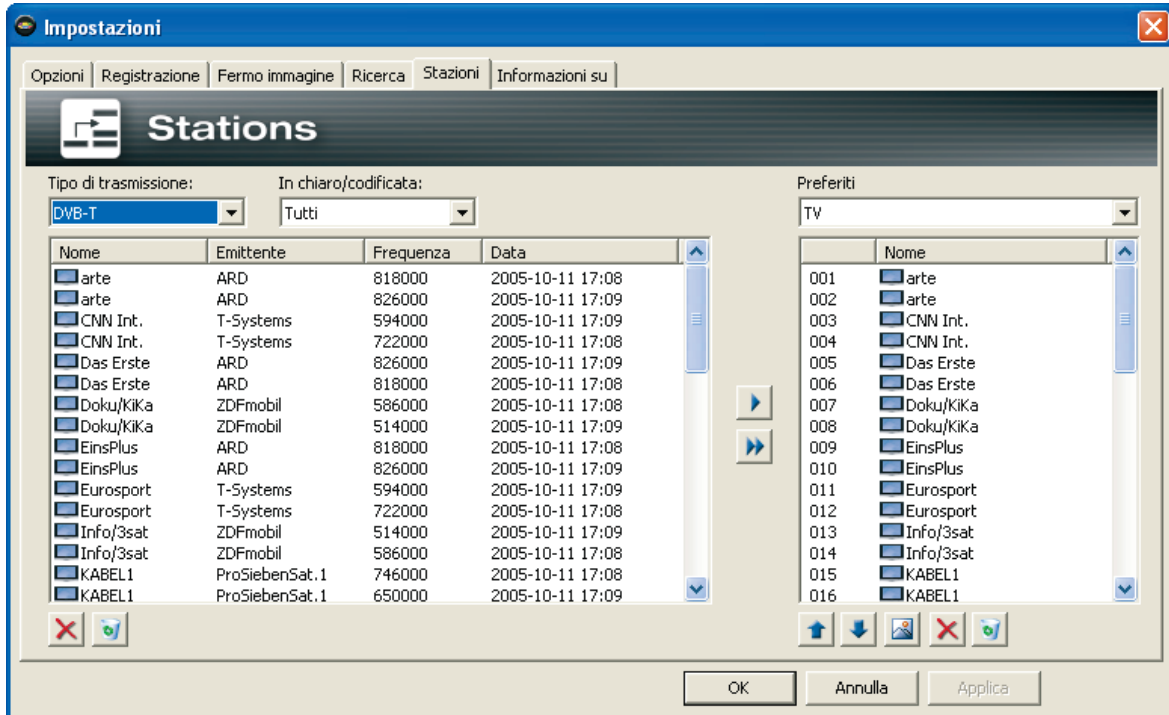 Impostazioni
Opzioni Registrazione Fermo immagine Ricerca Stazioni Informazioni su
Stations
Tipo di trasmissione: In chiaro/codificata: Preferiti
DVB-T Tutti TV
Nome Emittente Frequenza Data Nome
arte ARD 818000 2005-10-11 17:08 001 arte
arte ARD 826000 2005-10-11 17:09 002 arte
CNN Int. T-Systems 594000 2005-10-11 17:09 003 CNN Int.
CNN Int. T-Systems 722000 2005-10-11 17:08 004 CNN Int.
Das Erste ARD 826000 2005-10-11 17:09 005 Das Erste
Das Erste ARD 818000 2005-10-11 17:08 006 Das Erste
Doku/KiKa ZDFmobil 586000 2005-10-11 17:08 007 Doku/KiKa
Doku/KiKa ZDFmobil 514000 2005-10-11 17:09 008 Doku/KiKa
EinsPlus ARD 818000 2005-10-11 17:08 009 EinsPlus
EinsPlus ARD 826000 2005-10-11 17:09 010 EinsPlus
Eurosport T-Systems 594000 2005-10-11 17:09 011 Eurosport
Eurosport T-Systems 722000 2005-10-11 17:08 012 Eurosport
Info/3sat ZDFmobil 514000 2005-10-11 17:09 013 Info/3sat
Info/3sat ZDFmobil 586000 2005-10-11 17:08 014 Info/3sat
KABEL1 ProSiebenSat.1 746000 2005-10-11 17:08 015 KABEL1
KABEL1 ProSiebenSat.1 650000 2005-10-11 17:09 016 KABEL1
OK Annulla Applica